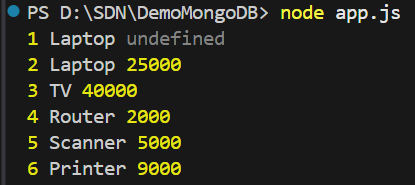 PS D:\SDN\DemoMongoDB> node app.js
1 Laptop undefined
2 Laptop 25000
3 TV 40000
4 Router 2000
5 Scanner 5000
6 Printer 9000